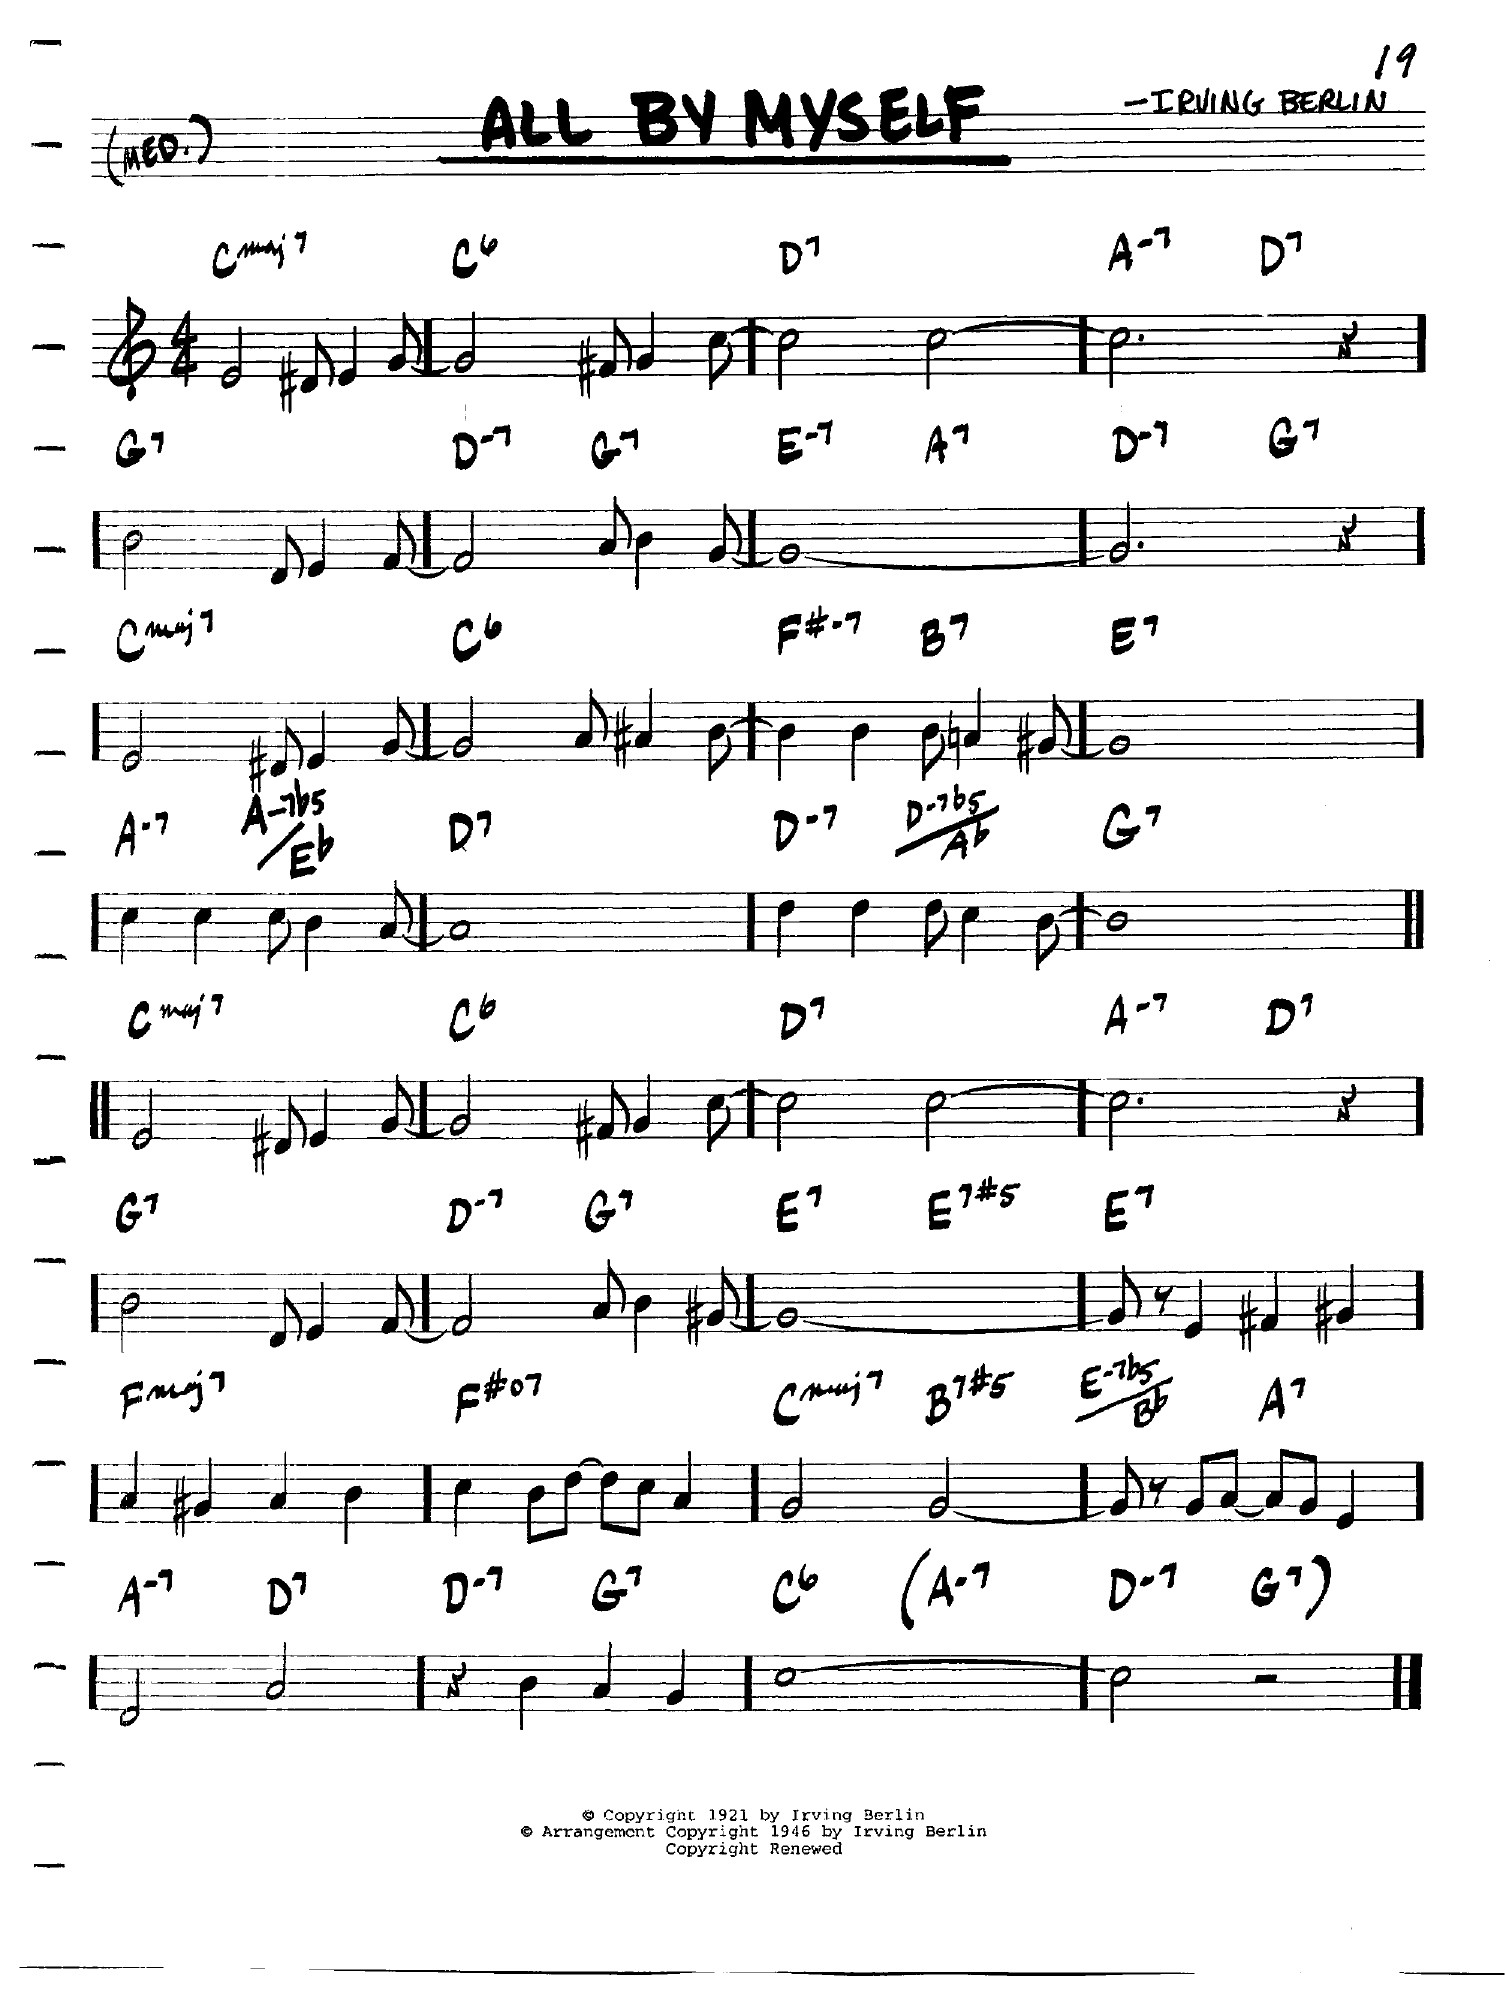 19
ALL BY MYSELF
-IRVING BERLIN
(MED.)
Cmaj7 C6 D7 A-7 D7
4/4
G7 D-7 G7 E-7 A7 D-7 G7
Cmaj7 C6 F#-7 B7 E7
A-7 A-7b5/Eb D7 D-7 D-7b5/Ab G7
Cmaj7 C6 D7 A-7 D7
G7 D-7 G7 E7 E7#5 E7
Fmaj7 F#o7 Cmaj7 B7#5 E-7b5/Bb A7
A-7 D7 D-7 G7 C6 (A-7 D-7 G7)
© Copyright 1921 by Irving Berlin
© Arrangement Copyright 1946 by Irving Berlin
Copyright Renewed